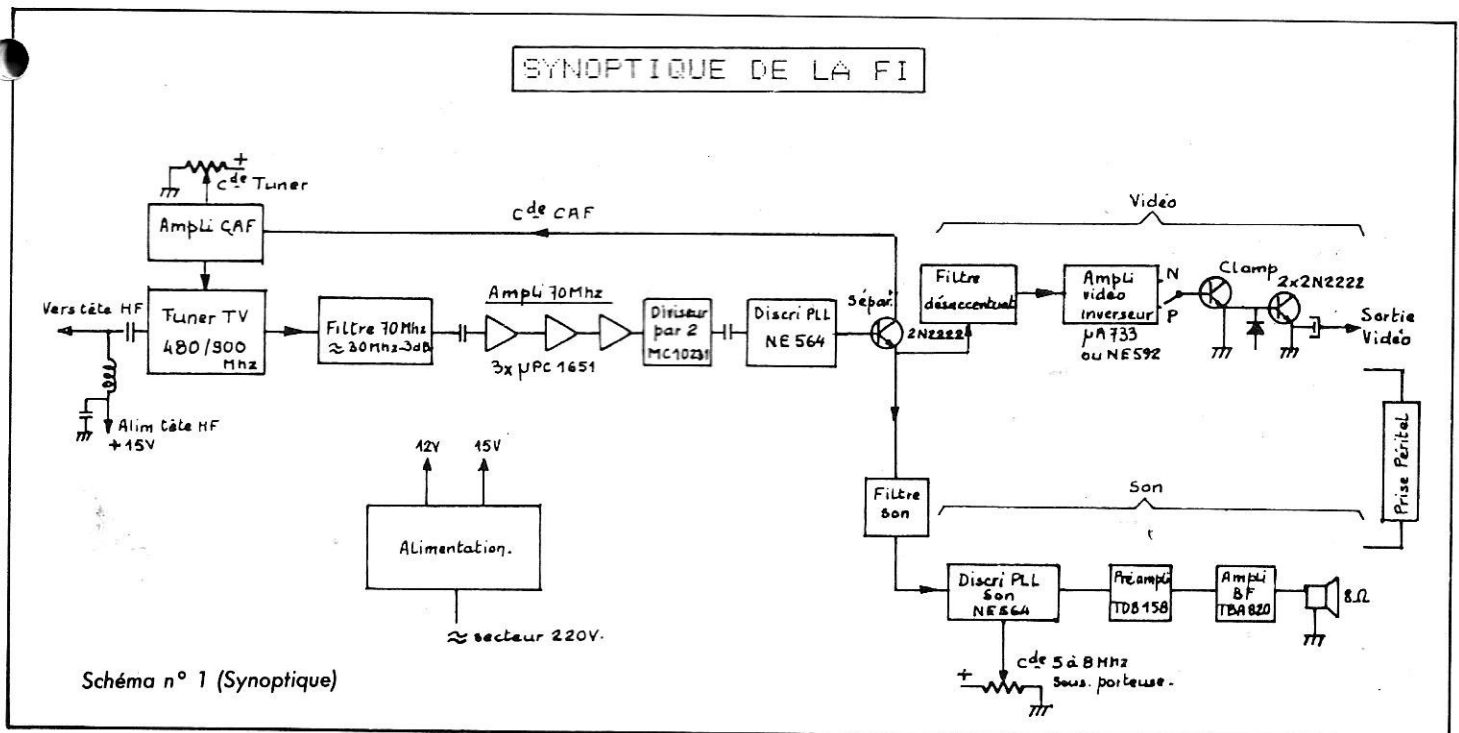 SYNOPTIQUE DE LA FI
+
Cde Tuner
Ampli CAF
Cde CAF
Vers tête HF
Tuner TV
480/900
Mhz
Alim tête HF
+15V
Filtre 70Mhz
≈ 30Mhz-3dB
Ampli 70Mhz
3x µPC 1651
Diviseur
par 2
MC10231
Discri PLL
NE 564
Sépar.
2N2222
Vidéo
Filtre
désaccentuat
Ampli
vidéo
inverseur
µA733
ou NE592
N
P
Clamp
2x2N2222
Sortie
Vidéo
Prise Péritel
12V
15V
Alimentation.
≈ secteur 220V.
Filtre
Son
Son
Discri PLL
Son
NE564
Préampli
TDB158
Ampli
BF
TBA820
8Ω
Cde 5 à 8 Mhz
Sous. porteuse.
+
Schéma n° 1 (Synoptique)